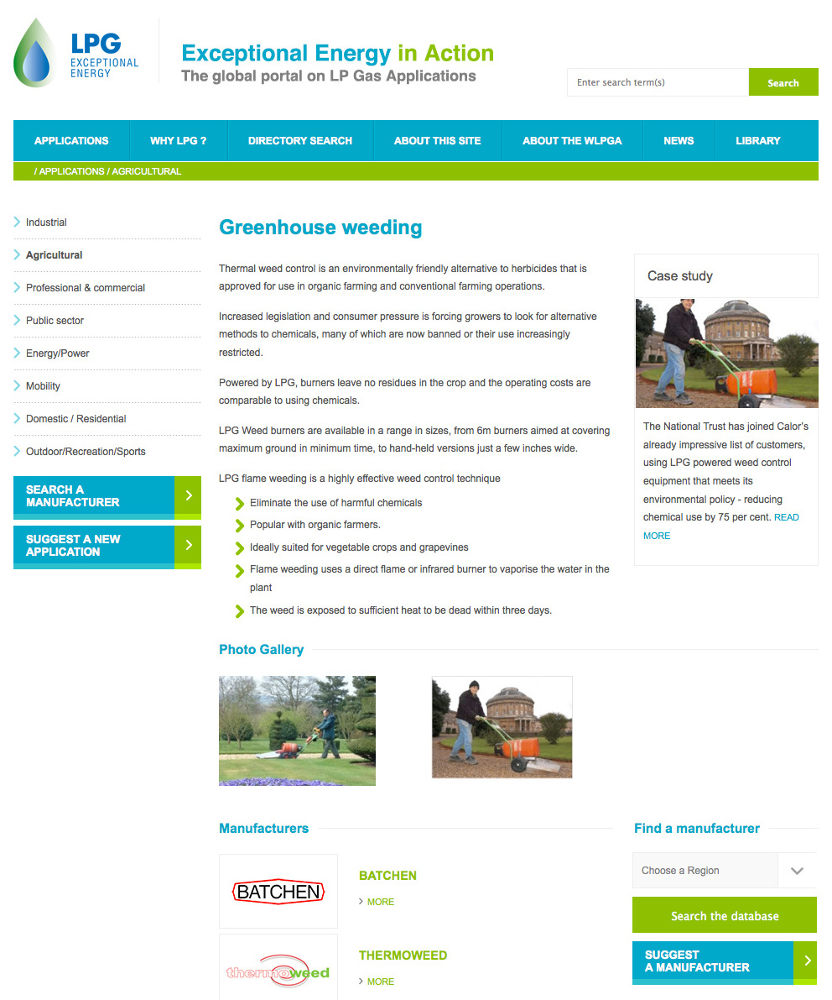 LPG
EXCEPTIONAL
ENERGY
Exceptional Energy in Action
The global portal on LP Gas Applications
Enter search term(s)
Search
APPLICATIONS
WHY LPG ?
DIRECTORY SEARCH
ABOUT THIS SITE
ABOUT THE WLPGA
NEWS
LIBRARY
/ APPLICATIONS / AGRICULTURAL
Industrial
Agricultural
Professional & commercial
Public sector
Energy/Power
Mobility
Domestic / Residential
Outdoor/Recreation/Sports
SEARCH A
MANUFACTURER
SUGGEST A NEW
APPLICATION
Greenhouse weeding
Thermal weed control is an environmentally friendly alternative to herbicides that is
approved for use in organic farming and conventional farming operations.
Increased legislation and consumer pressure is forcing growers to look for alternative
methods to chemicals, many of which are now banned or their use increasingly
restricted.
Powered by LPG, burners leave no residues in the crop and the operating costs are
comparable to using chemicals.
LPG Weed burners are available in a range in sizes, from 6m burners aimed at covering
maximum ground in minimum time, to hand-held versions just a few inches wide.
LPG flame weeding is a highly effective weed control technique
Eliminate the use of harmful chemicals
Popular with organic farmers.
Ideally suited for vegetable crops and grapevines
Flame weeding uses a direct flame or infrared burner to vaporise the water in the
plant
The weed is exposed to sufficient heat to be dead within three days.
Case study
The National Trust has joined Calor's
already impressive list of customers,
using LPG powered weed control
equipment that meets its
environmental policy - reducing
chemical use by 75 per cent. READ
MORE
Photo Gallery
Manufacturers
BATCHEN
BATCHEN
MORE
thermoweed
THERMOWEED
MORE
Find a manufacturer
Choose a Region
Search the database
SUGGEST
A MANUFACTURER